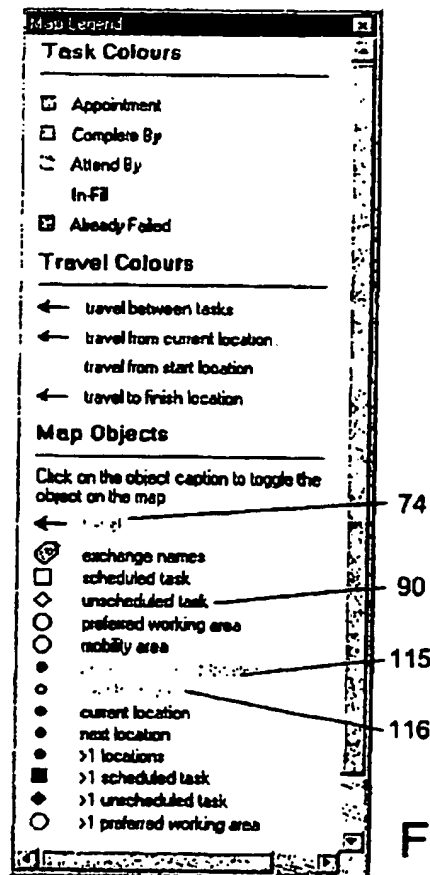 Map Legend
Task Colours
Appointment
Complete By
Attend By
In-Fill
Already Failed
Travel Colours
travel between tasks
travel from current location
travel from start location
travel to finish location
Map Objects
Click on the object caption to toggle the
object on the map
74
exchange names
scheduled task
unscheduled task
90
preferred working area
mobility area
115
116
current location
next location
>1 locations
>1 scheduled task
>1 unscheduled task
>1 preferred working area
F